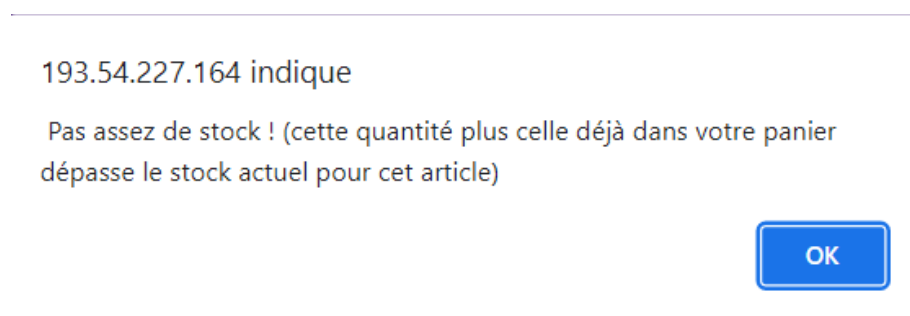 193.54.227.164 indique
Pas assez de stock ! (cette quantité plus celle déjà dans votre panier
dépasse le stock actuel pour cet article)
OK